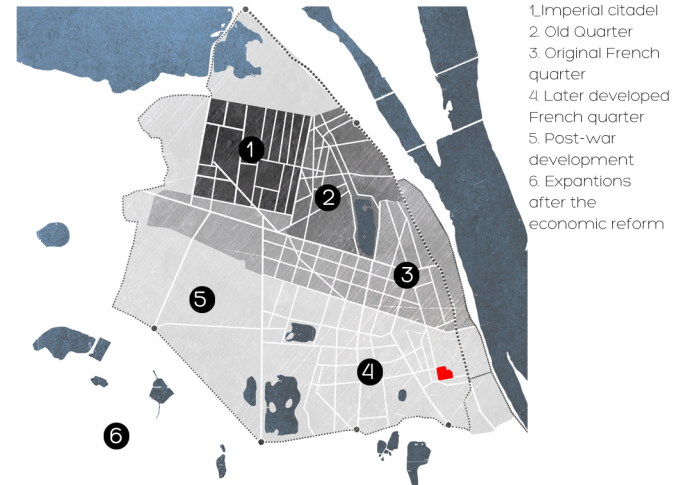 1_Imperial citadel
2. Old Quarter
3. Original French
quarter
4. Later developed
French quarter
5. Post-war
development
6. Expantions
after the
economic reform
1
2
3
5
4
6